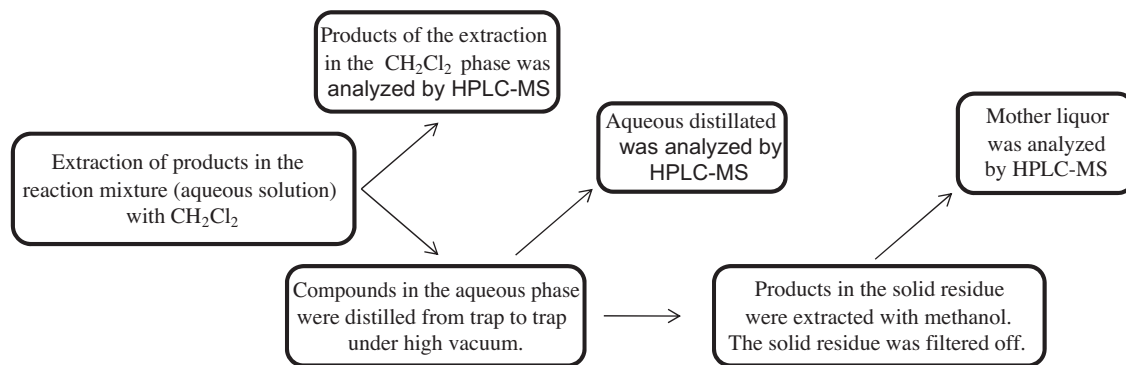 Products of the extraction
in the CH₂Cl₂ phase was
analyzed by HPLC-MS
Aqueous distillated
was analyzed by
HPLC-MS
Mother liquor
was analyzed
by HPLC-MS
Extraction of products in the
reaction mixture (aqueous solution)
with CH₂Cl₂
Compounds in the aqueous phase
were distilled from trap to trap
under high vacuum.
Products in the solid residue
were extracted with methanol.
The solid residue was filtered off.